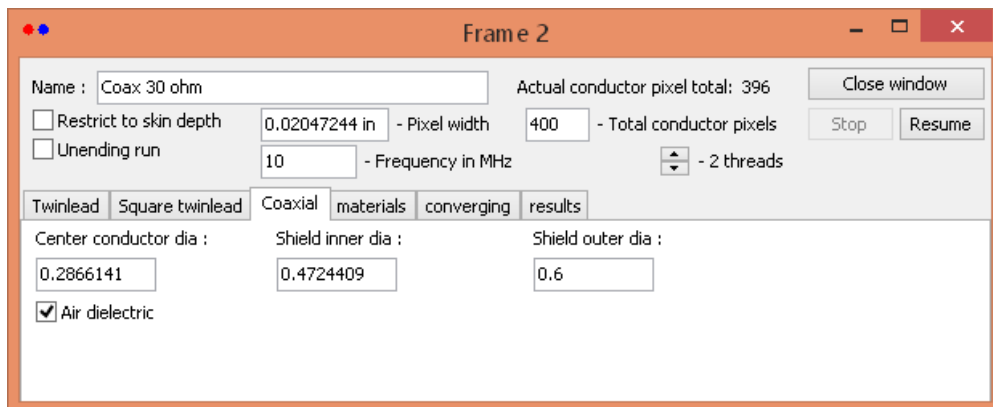 Frame 2
Name : Coax 30 ohm Actual conductor pixel total: 396 Close window
Restrict to skin depth 0.02047244 in - Pixel width 400 - Total conductor pixels Stop Resume
Unending run 10 - Frequency in MHz - 2 threads
Twinlead Square twinlead Coaxial materials converging results
Center conductor dia : Shield inner dia : Shield outer dia :
0.2866141 0.4724409 0.6
Air dielectric